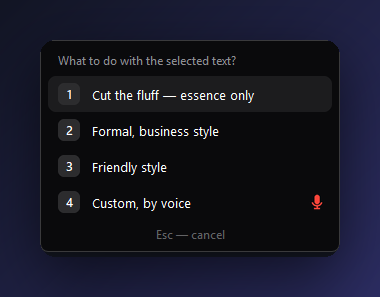 What to do with the selected text?
1 Cut the fluff — essence only
2 Formal, business style
3 Friendly style
4 Custom, by voice
Esc — cancel